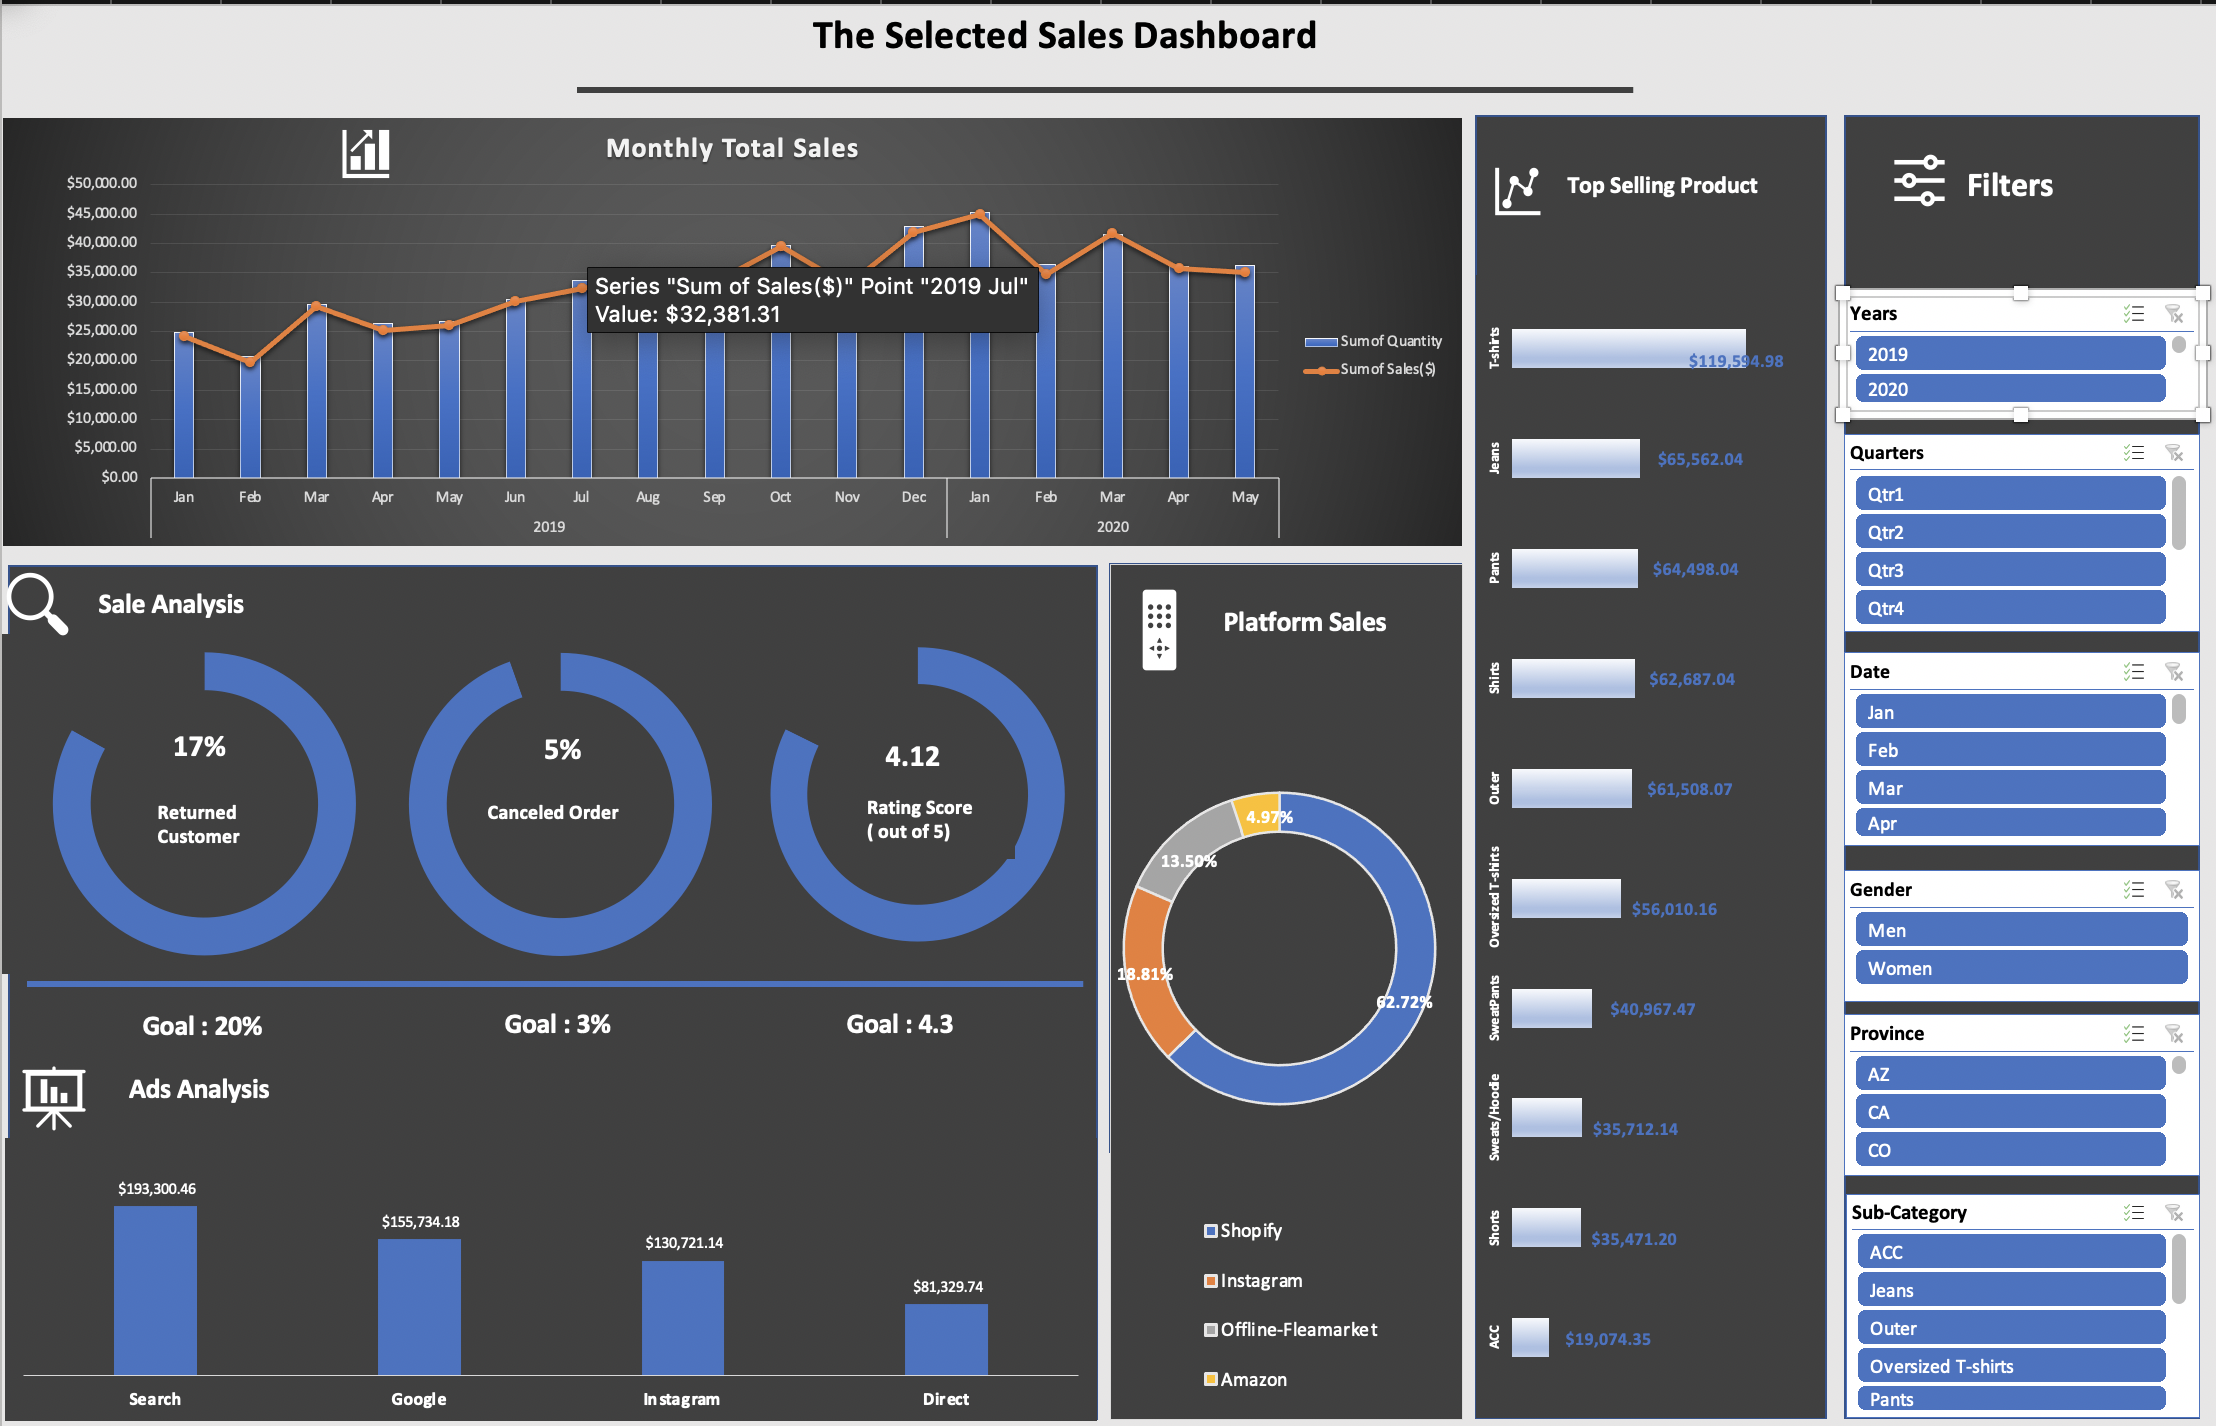 The Selected Sales Dashboard
Monthly Total Sales
$50,000.00
$45,000.00
$40,000.00
$35,000.00
$30,000.00
$25,000.00
$20,000.00
$15,000.00
$10,000.00
$5,000.00
$0.00
Series "Sum of Sales($)" Point "2019 Jul"
Value: $32,381.31
Sum of Quantity
Sum of Sales($)
Jan Feb Mar Apr May Jun Jul Aug Sep Oct Nov Dec Jan Feb Mar Apr May
2019 2020
Sale Analysis
17%
Returned
Customer
5%
Canceled Order
4.12
Rating Score
( out of 5)
Goal : 20%
Goal : 3%
Goal : 4.3
Ads Analysis
$193,300.46
$155,734.18
$130,721.14
$81,329.74
Search Google Instagram Direct
Platform Sales
4.97%
13.50%
18.81%
62.72%
Shopify
Instagram
Offline-Fleamarket
Amazon
Top Selling Product
T-shirts $119,594.98
Jeans $65,562.04
Pants $64,498.04
Shirts $62,687.04
Outer $61,508.07
Oversized T-shirts $56,010.16
SweatPants $40,967.47
Sweats/Hoodie $35,712.14
Shorts $35,471.20
ACC $19,074.35
Filters
Years
2019
2020
Quarters
Qtr1
Qtr2
Qtr3
Qtr4
Date
Jan
Feb
Mar
Apr
Gender
Men
Women
Province
AZ
CA
CO
Sub-Category
ACC
Jeans
Outer
Oversized T-shirts
Pants